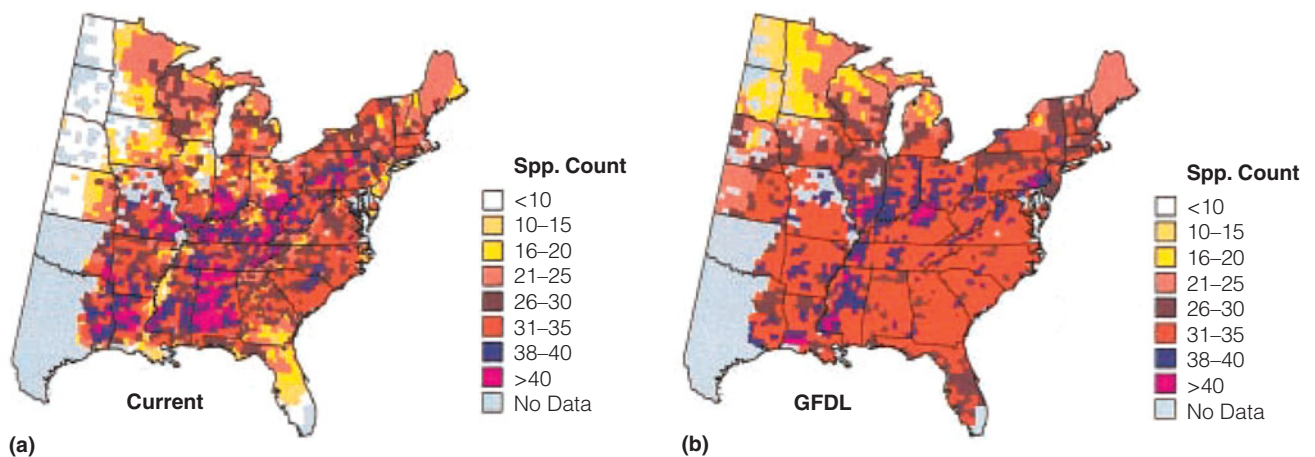 Spp. Count
<10
10–15
16–20
21–25
26–30
31–35
38–40
>40
No Data
Current
(a)
Spp. Count
<10
10–15
16–20
21–25
26–30
31–35
38–40
>40
No Data
GFDL
(b)